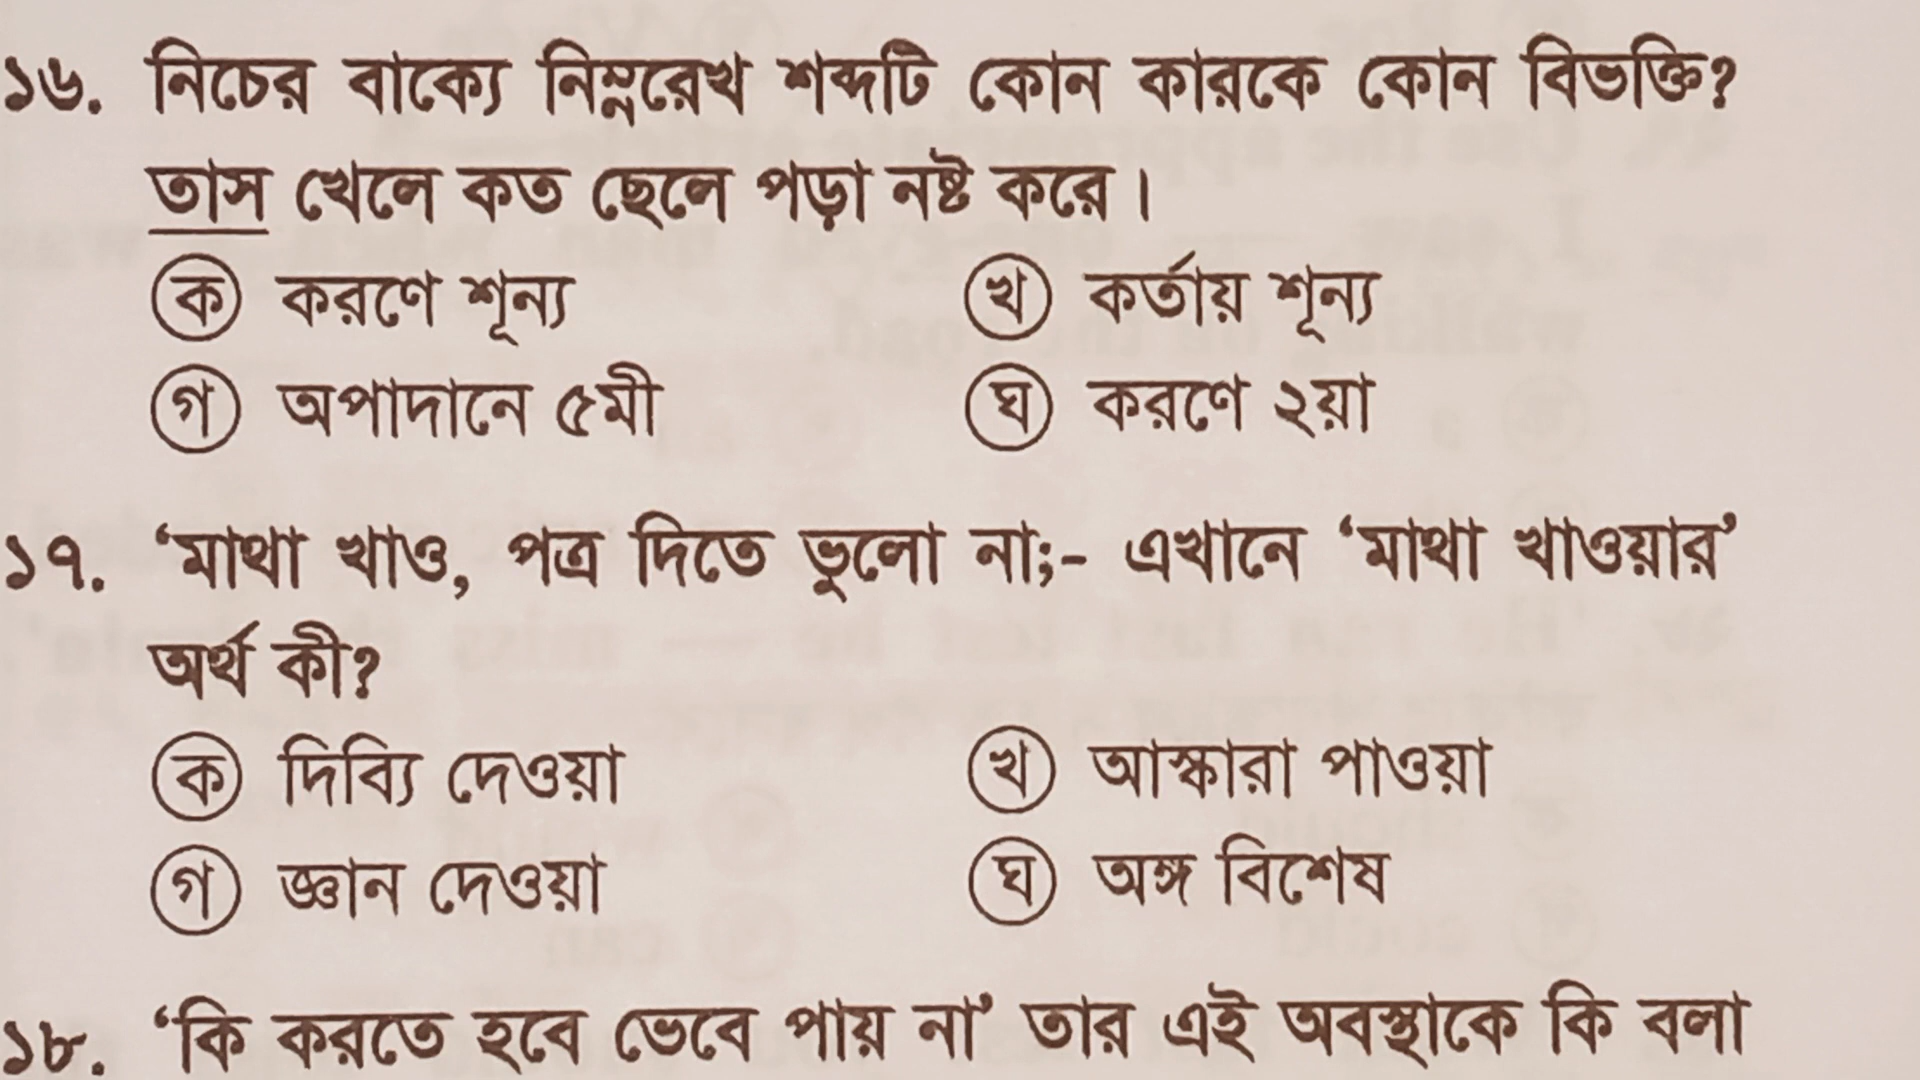 ১৬. নিচের বাক্যে নিম্নরেখ শব্দটি কোন কারকে কোন বিভক্তি?
তাস খেলে কত ছেলে পড়া নষ্ট করে।
ক করণে শূন্য খ কর্তায় শূন্য
গ অপাদানে ৫মী ঘ করণে ২য়া
১৭. ‘মাথা খাও, পত্র দিতে ভুলো না;- এখানে ‘মাথা খাওয়ার’
অর্থ কী?
ক দিব্যি দেওয়া খ আস্কারা পাওয়া
গ জ্ঞান দেওয়া ঘ অঙ্গ বিশেষ
১৮. ‘কি করতে হবে ভেবে পায় না’ তার এই অবস্থাকে কি বলা